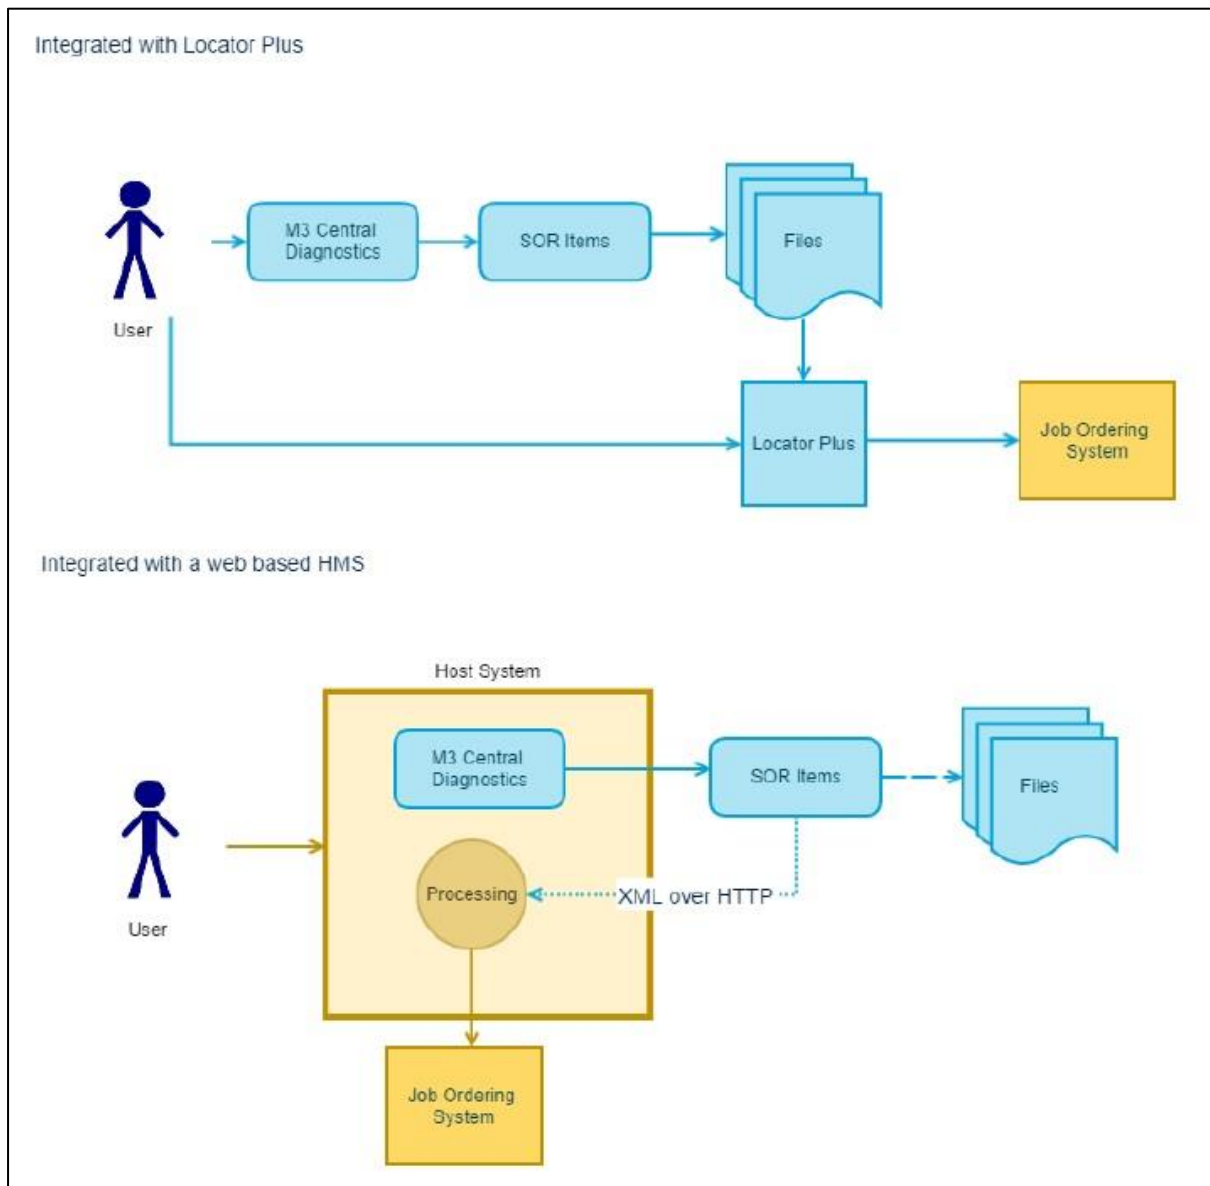 Integrated with Locator Plus
M3 Central
Diagnostics
SOR Items
Files
User
Locator Plus
Job Ordering
System
Integrated with a web based HMS
Host System
M3 Central
Diagnostics
SOR Items
Files
Processing
XML over HTTP
User
Job Ordering
System